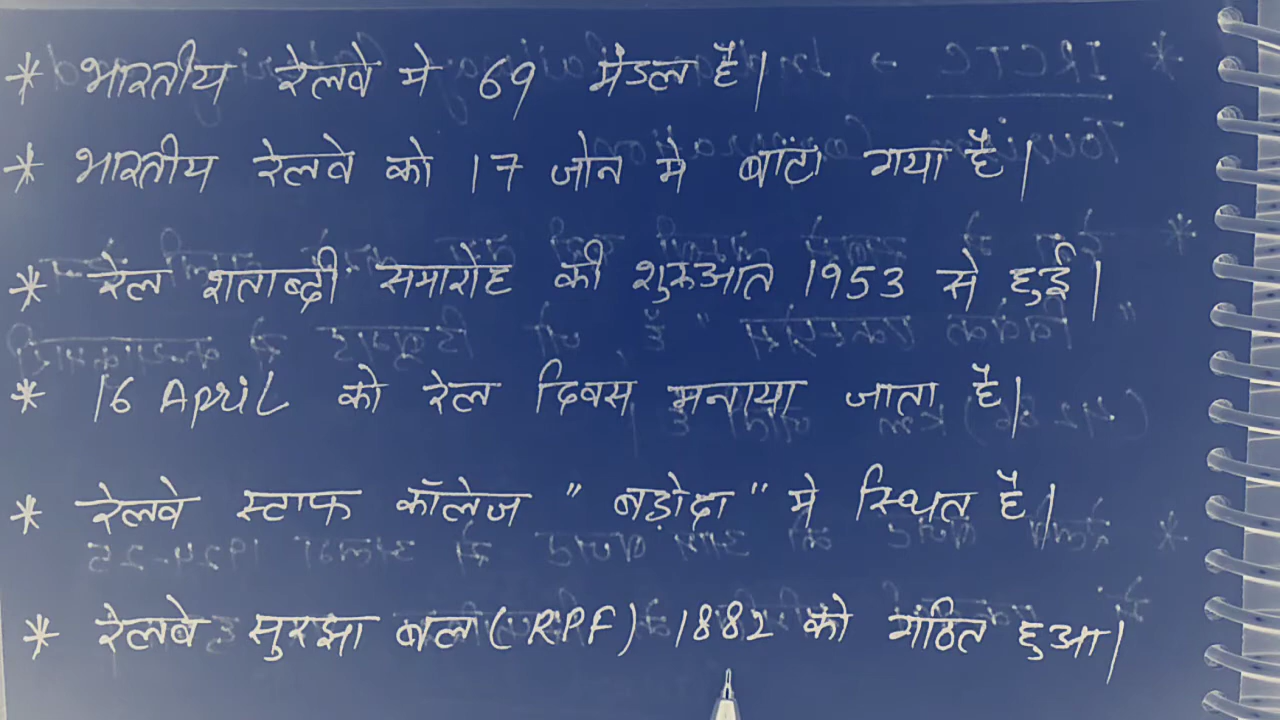 * भारतीय रेलवे मे 69 मंडल है।
* भारतीय रेलवे को 17 जोन मे बांटा गया है।
* रेल शताब्दी समारोह की शुरुआत 1953 से हुई।
* 16 April को रेल दिवस मनाया जाता है।
* रेलवे स्टाफ कॉलेज "बड़ोदा" मे स्थित है।
* रेलवे सुरक्षा बल (RPF) 1882 को गठित हुआ।